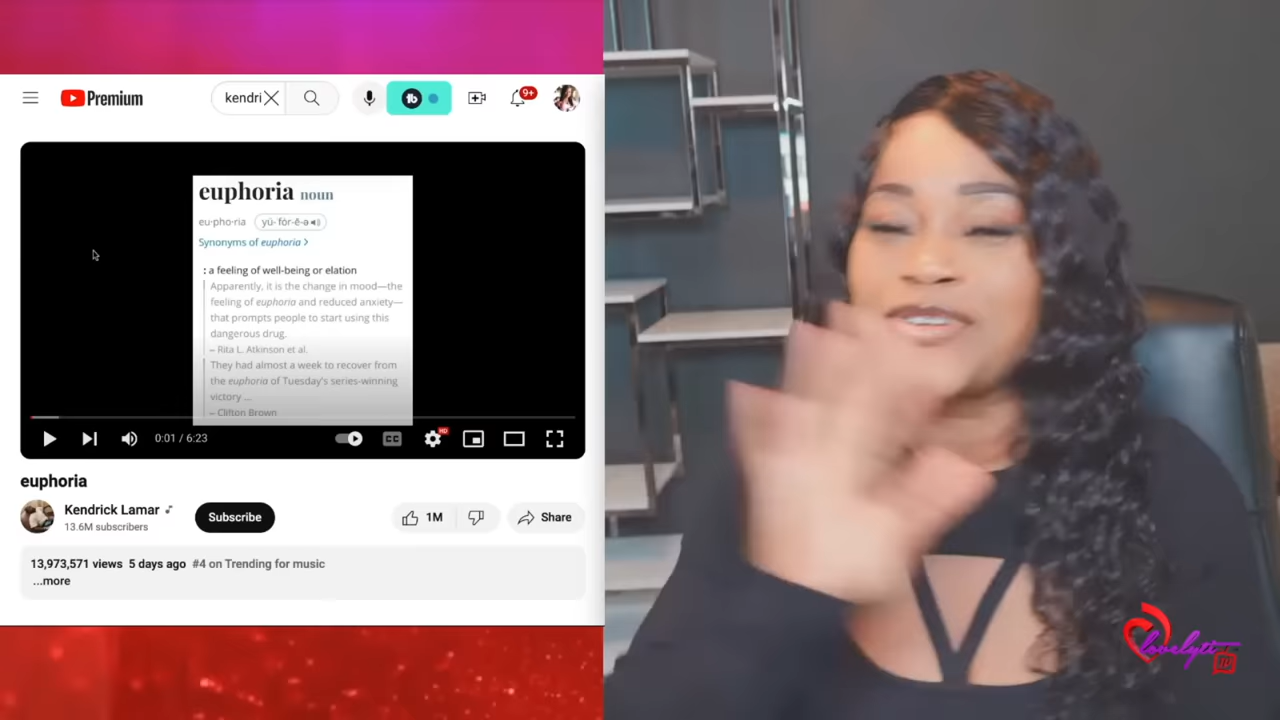 Premium
kendri
9+
euphoria noun
eu·pho·ria yü-ˈfȯr-ē-ə
Synonyms of euphoria
: a feeling of well-being or elation
Apparently, it is the change in mood—the
feeling of euphoria and reduced anxiety—
that prompts people to start using this
dangerous drug.
– Rita L. Atkinson et al.
They had almost a week to recover from
the euphoria of Tuesday's series-winning
victory ...
– Clifton Brown
0:01 / 6:23
CC
HD
euphoria
Kendrick Lamar
13.6M subscribers
Subscribe
1M
Share
13,973,571 views 5 days ago #4 on Trending for music
...more
lovelyti